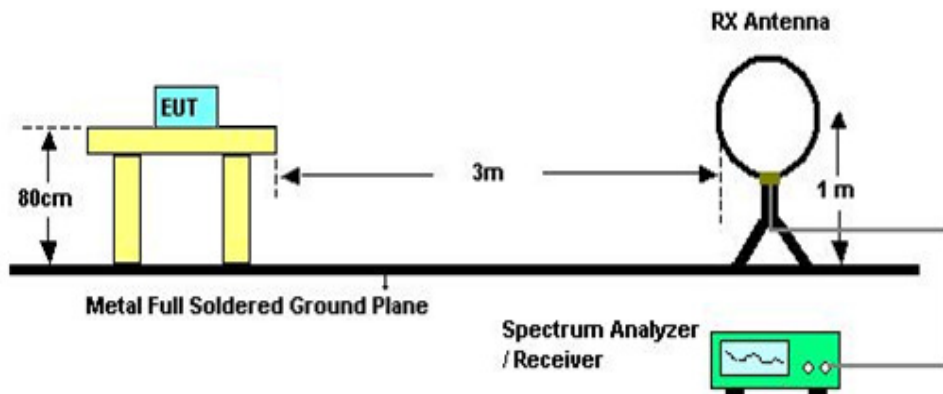 RX Antenna
EUT
3m
80cm
1 m
Metal Full Soldered Ground Plane
Spectrum Analyzer
/ Receiver